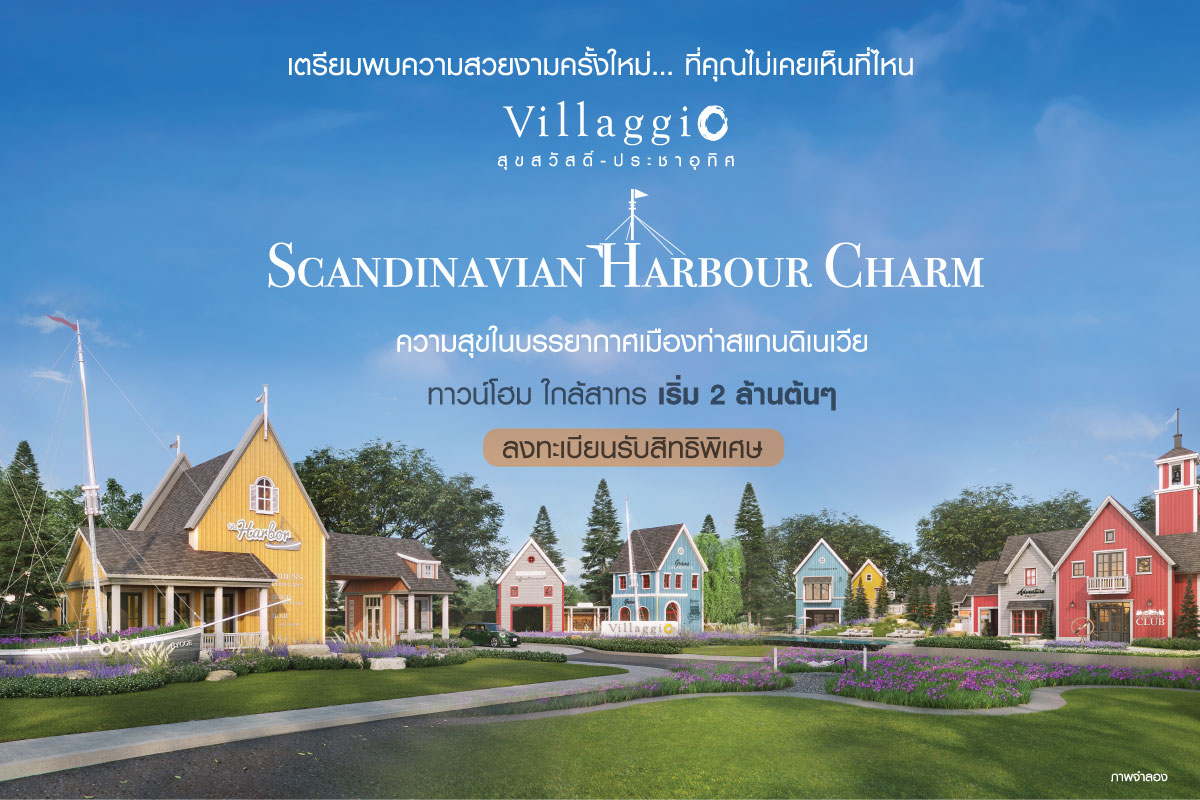 เตรียมพบความสวยงามครั้งใหม่... ที่คุณไม่เคยเห็นที่ไหน
Villaggio
สุขสวัสดิ์-ประชาอุทิศ
SCANDINAVIAN HARBOUR CHARM
ความสุขในบรรยากาศเมืองท่าสแกนดิเนเวีย
ทาวน์โฮม ใกล้สาทร เริ่ม 2 ล้านต้นๆ
ลงทะเบียนรับสิทธิพิเศษ
Harbor
Villaggio
Adventure
CLUB
ภาพจำลอง